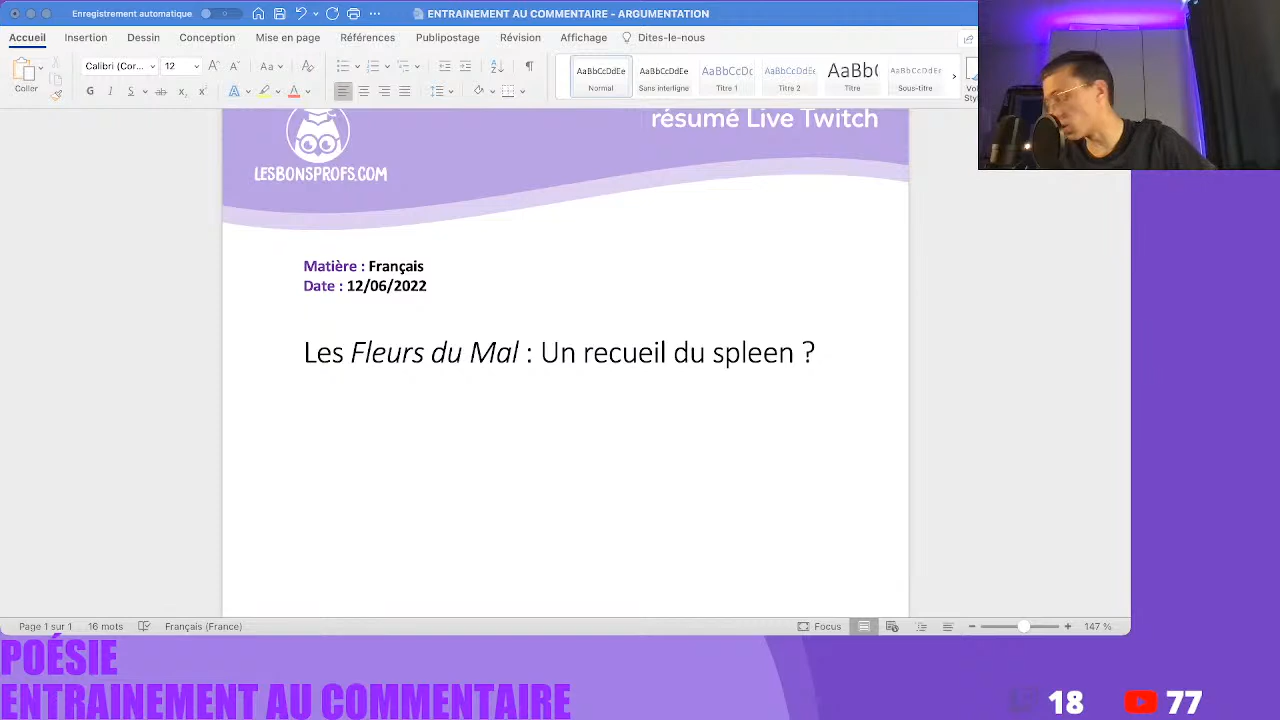 Enregistrement automatique
ENTRAINEMENT AU COMMENTAIRE - ARGUMENTATION
Accueil Insertion Dessin Conception Mise en page Références Publipostage Révision Affichage Dites-le-nous
Calibri (Cor... 12
Coller
AaBbCcDdEe AaBbCcDdEe AaBbCcDc AaBbCcDdEe AaBb( AaBbCcDdEe
Normal Sans interligne Titre 1 Titre 2 Titre Sous-titre
résumé Live Twitch
LESBONSPROFS.COM
Matière : Français
Date : 12/06/2022
Les Fleurs du Mal : Un recueil du spleen ?
Page 1 sur 1 16 mots Français (France) Focus 147 %
POÉSIE
ENTRAINEMENT AU COMMENTAIRE
18 77